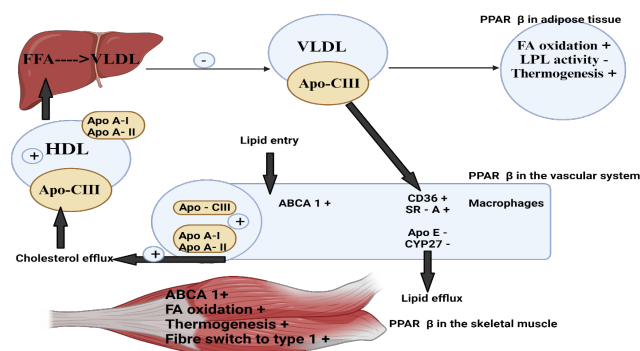 PPAR β in adipose tissue
FFA---->VLDL
-
VLDL
Apo-CIII
FA oxidation +
LPL activity -
Thermogenesis +
Apo A-I
Apo A- II
+
HDL
Apo-CIII
Cholesterol efflux
Lipid entry
PPAR β in the vascular system
ABCA 1 +
CD36 +
SR - A +
Apo E -
CYP27 -
Macrophages
Apo - CIII
+
Apo A-I
Apo A- II
+
Lipid efflux
ABCA 1+
FA oxidation +
Thermogenesis +
Fibre switch to type 1 +
PPAR β in the skeletal muscle